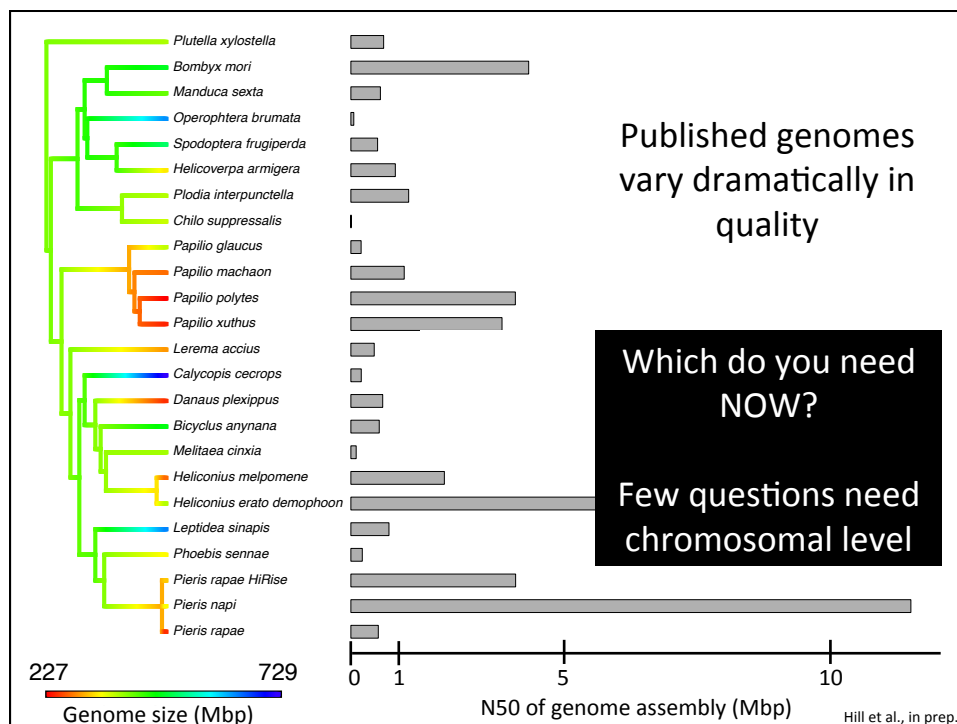 Plutella xylostella
Bombyx mori
Manduca sexta
Operophtera brumata
Spodoptera frugiperda
Helicoverpa armigera
Plodia interpunctella
Chilo suppressalis
Papilio glaucus
Papilio machaon
Papilio polytes
Papilio xuthus
Lerema accius
Calycopis cecrops
Danaus plexippus
Bicyclus anynana
Melitaea cinxia
Heliconius melpomene
Heliconius erato demophoon
Leptidea sinapis
Phoebis sennae
Pieris rapae HiRise
Pieris napi
Pieris rapae
Published genomes
vary dramatically in
quality
Which do you need
NOW?
Few questions need
chromosomal level
227 729
Genome size (Mbp)
0 1 5 10
N50 of genome assembly (Mbp)
Hill et al., in prep.